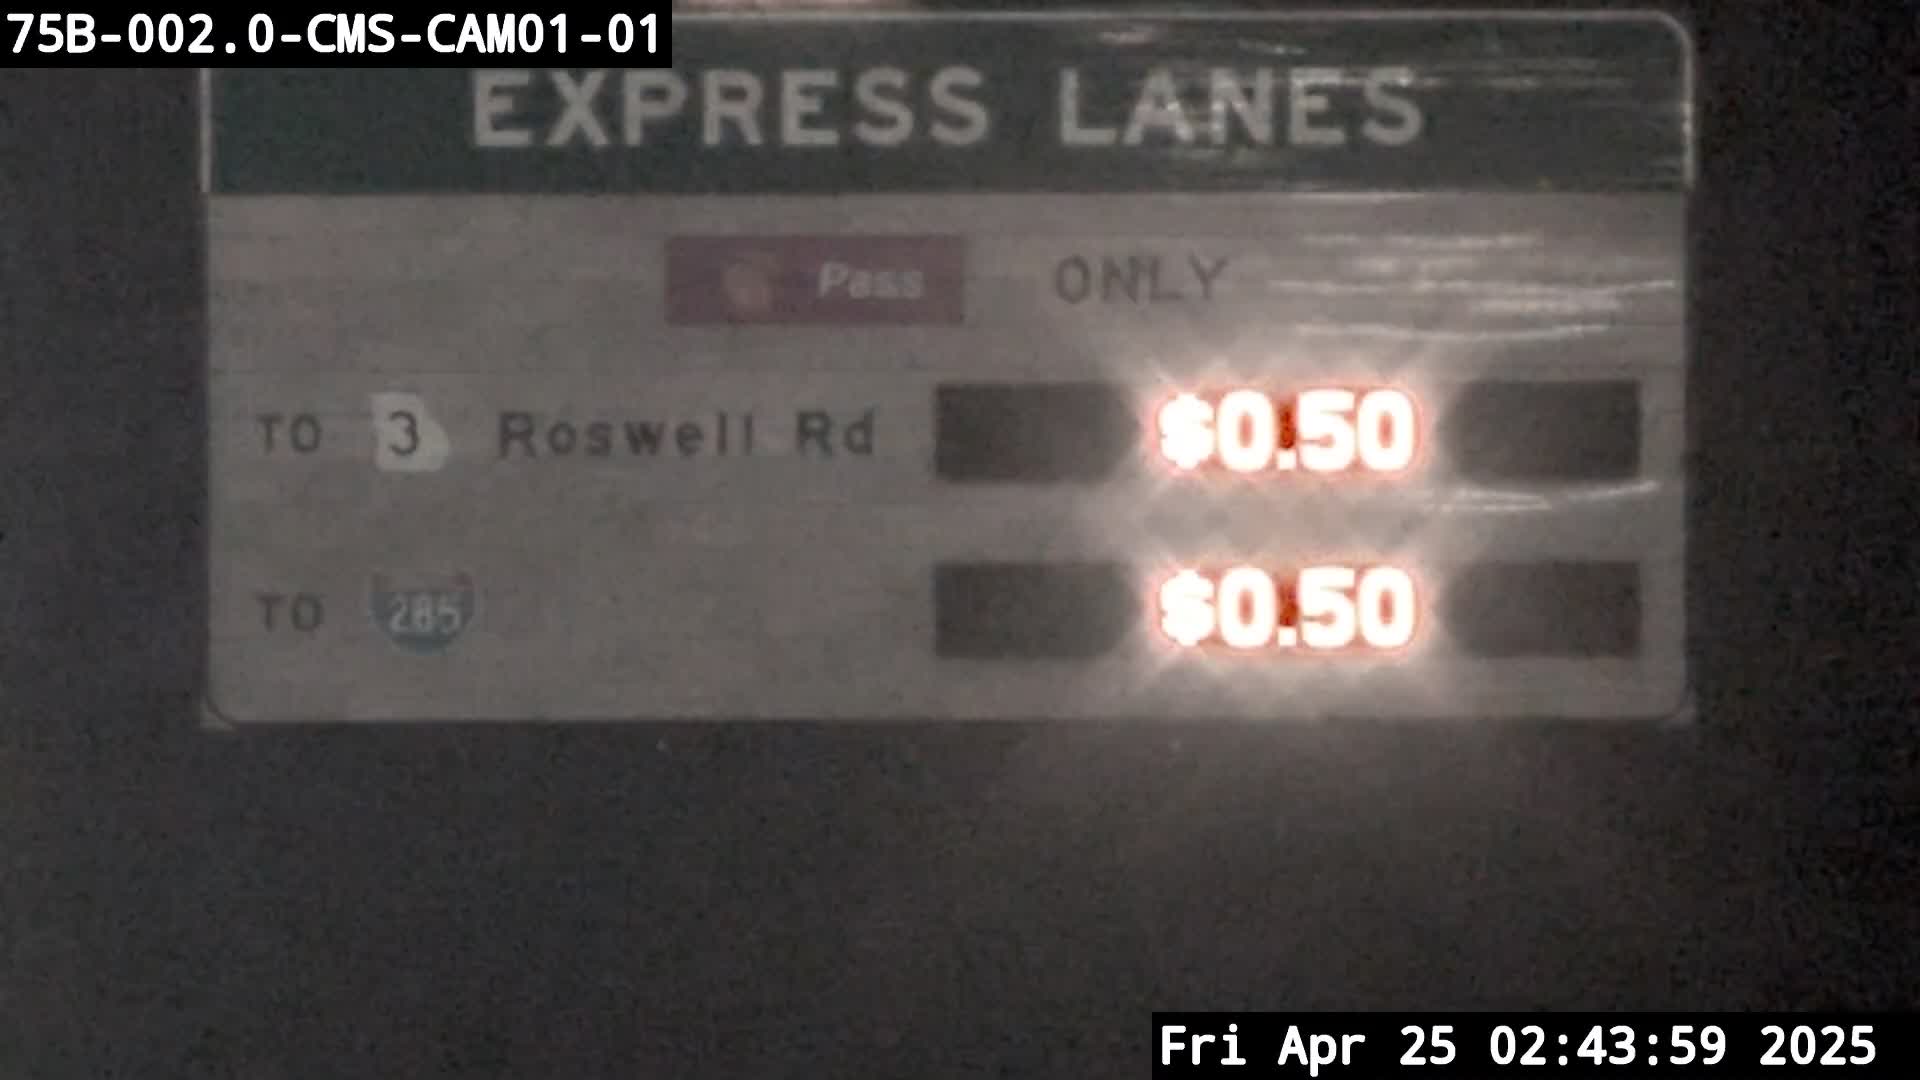 75B-002.0-CMS-CAM01-01
EXPRESS LANES
Pass ONLY
TO 3 Roswell Rd $0.50
TO 285 $0.50
Fri Apr 25 02:43:59 2025